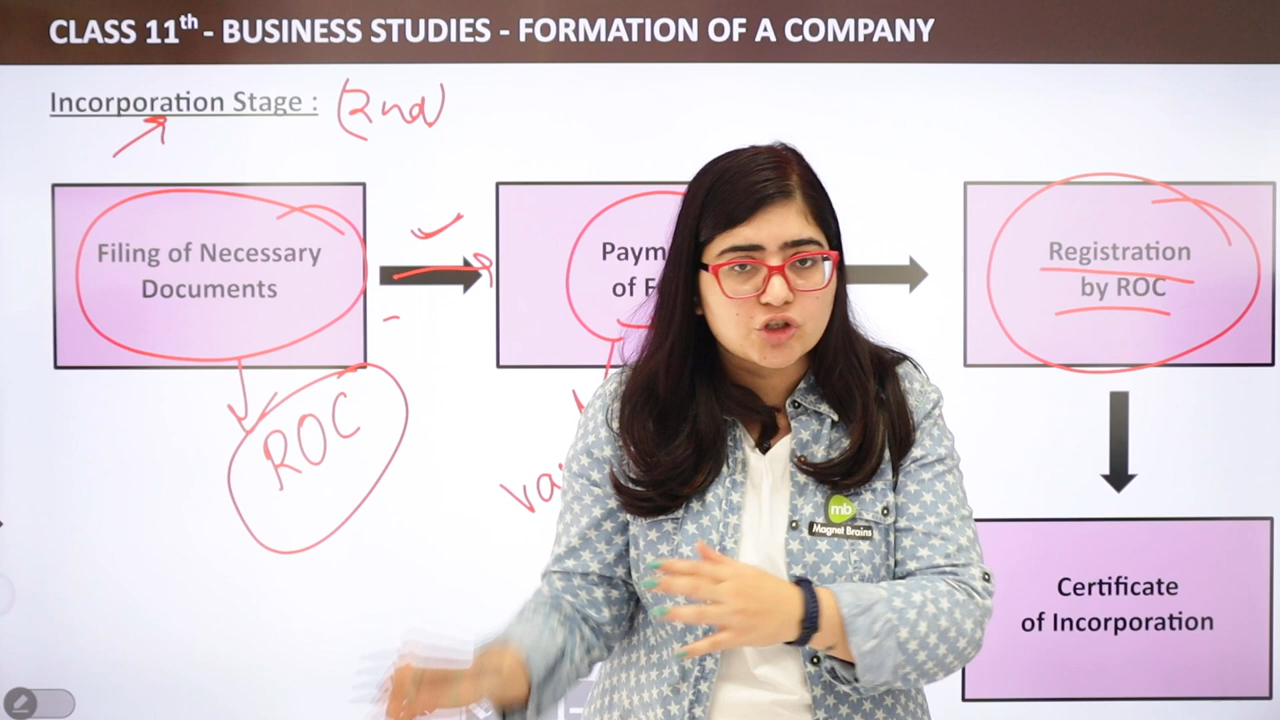 CLASS 11th - BUSINESS STUDIES - FORMATION OF A COMPANY
Incorporation Stage : (2nd)
Filing of Necessary
Documents
of
Registration
by ROC
ROC
mb
Magnet Brains
Certificate
of Incorporation